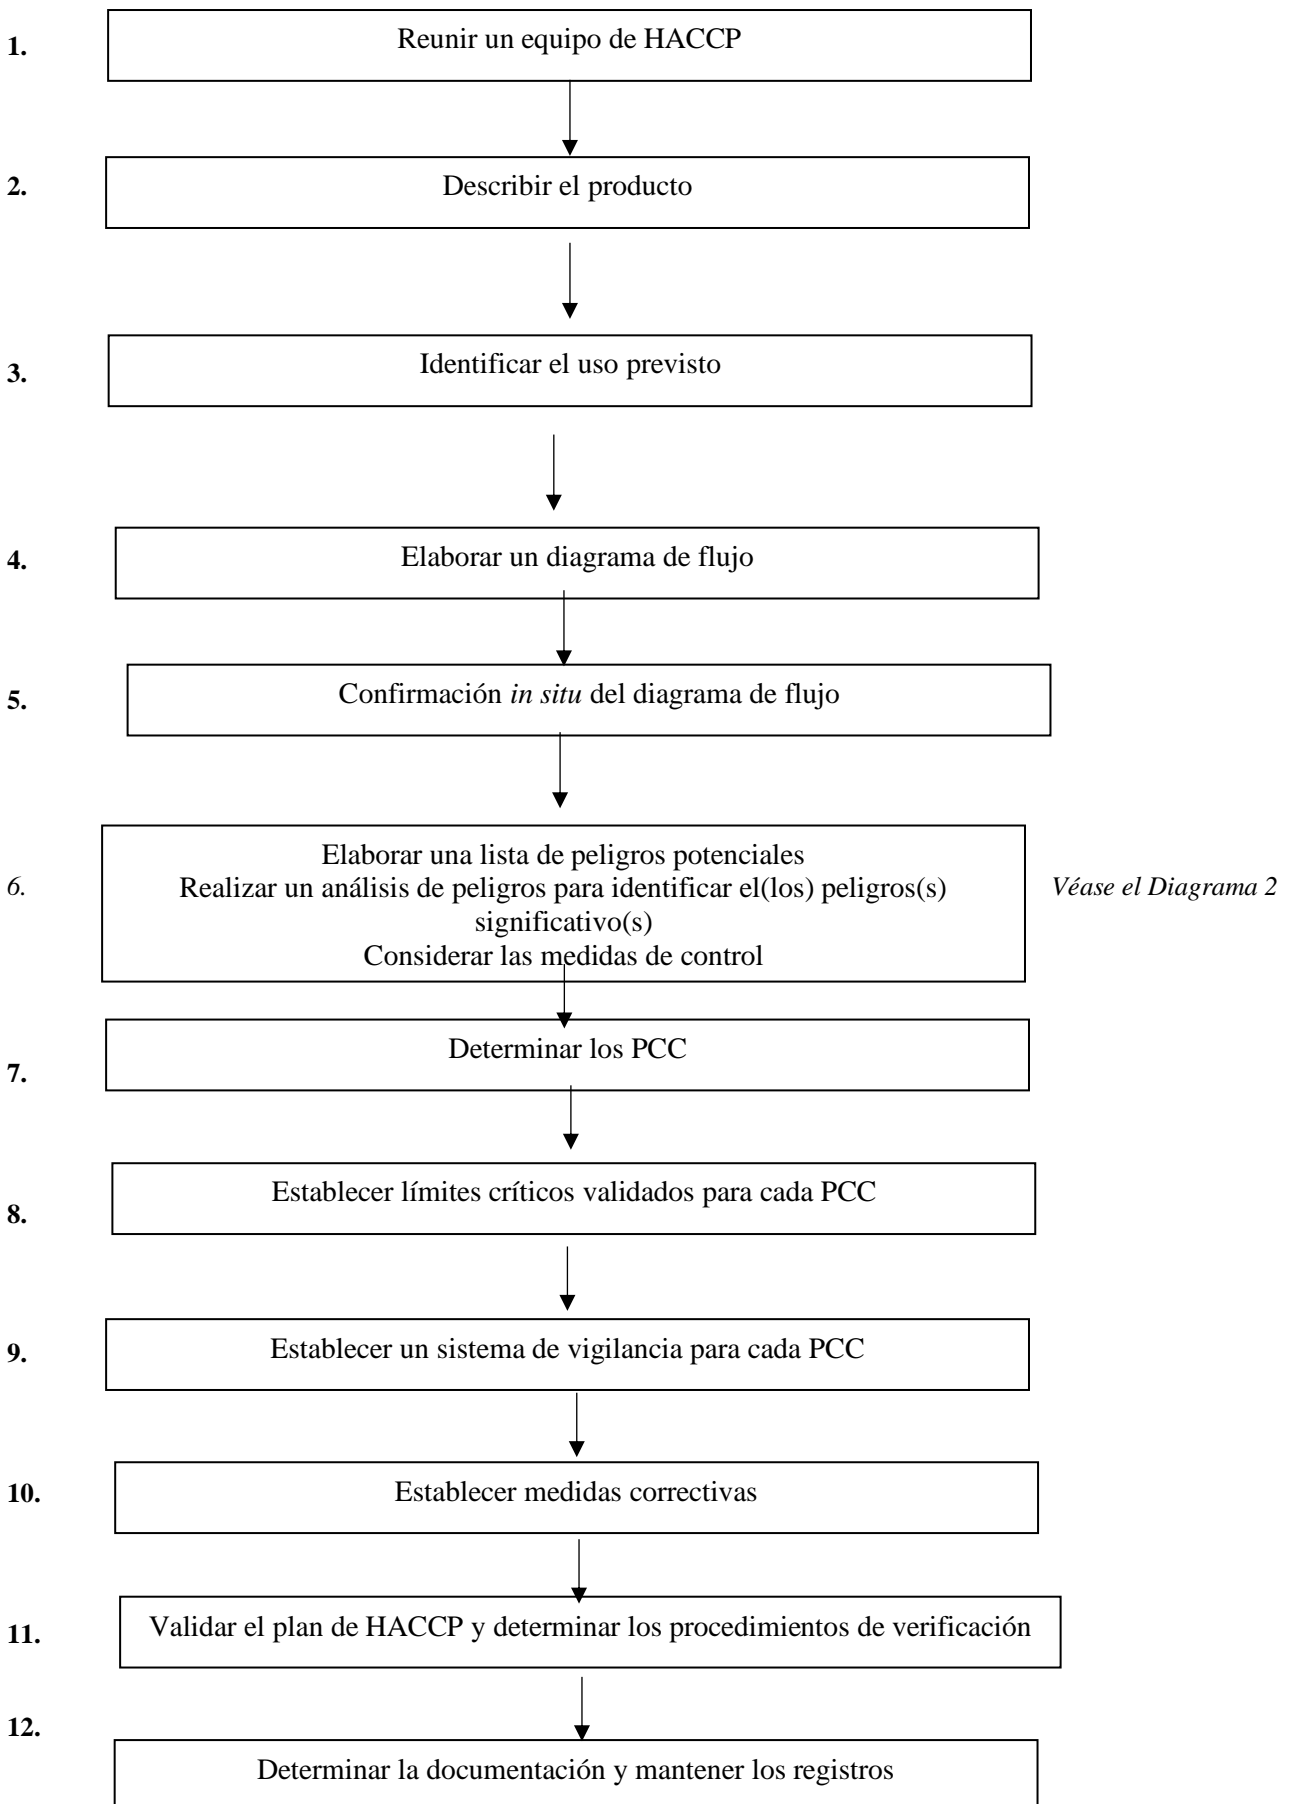 1. Reunir un equipo de HACCP
2. Describir el producto
3. Identificar el uso previsto
4. Elaborar un diagrama de flujo
5. Confirmación in situ del diagrama de flujo
Elaborar una lista de peligros potenciales
6. Realizar un análisis de peligros para identificar el(los) peligros(s) Véase el Diagrama 2
significativo(s)
Considerar las medidas de control
7. Determinar los PCC
8. Establecer límites críticos validados para cada PCC
9. Establecer un sistema de vigilancia para cada PCC
10. Establecer medidas correctivas
11. Validar el plan de HACCP y determinar los procedimientos de verificación
12. Determinar la documentación y mantener los registros